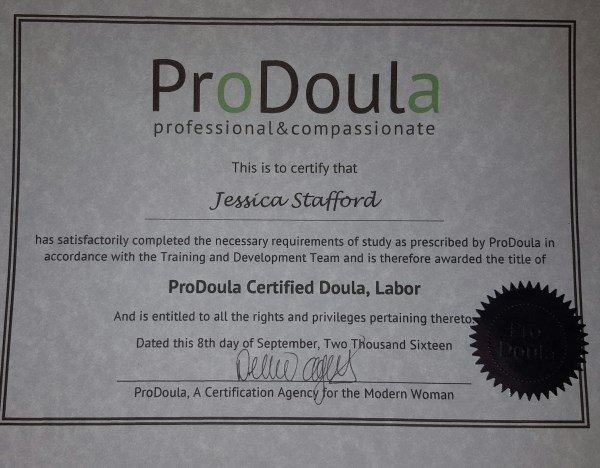 ProDoula
professional&compassionate
This is to certify that
Jessica Stafford
has satisfactorily completed the necessary requirements of study as prescribed by ProDoula in
accordance with the Training and Development Team and is therefore awarded the title of
ProDoula Certified Doula, Labor
And is entitled to all the rights and privileges pertaining thereto.
Dated this 8th day of September, Two Thousand Sixteen
ProDoula, A Certification Agency for the Modern Woman
Pro
Doula